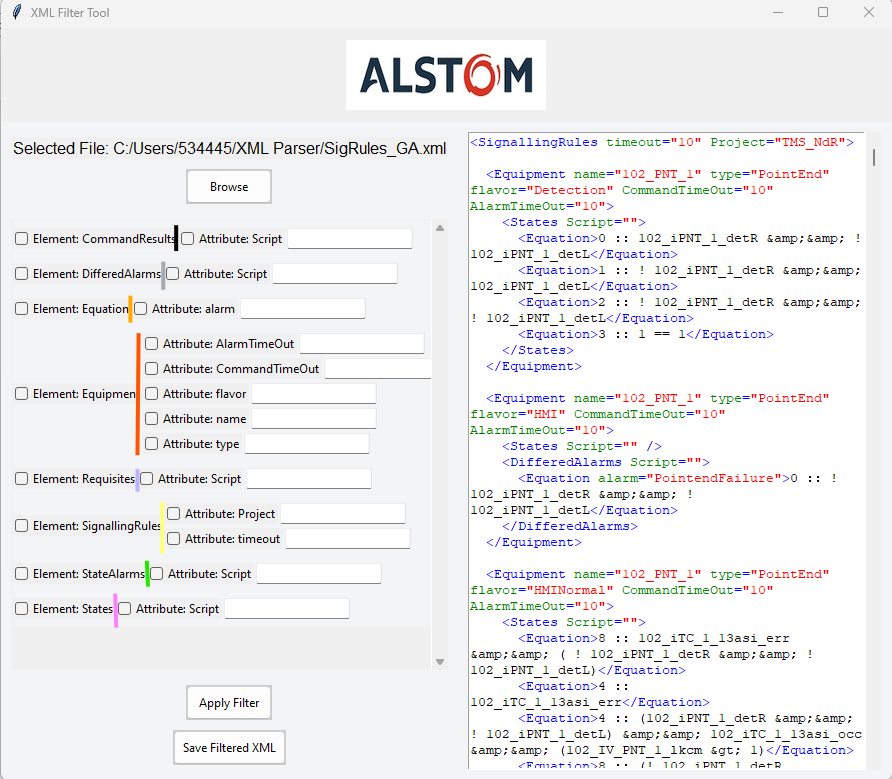 XML Filter Tool
ALSTOM
Selected File: C:/Users/534445/XML Parser/SigRules_GA.xml
Browse
Element: CommandResults
Attribute: Script
Element: DifferedAlarms
Attribute: Script
Element: Equation
Attribute: alarm
Element: Equipment
Attribute: AlarmTimeOut
Attribute: CommandTimeOut
Attribute: flavor
Attribute: name
Attribute: type
Element: Requisites
Attribute: Script
Element: SignallingRules
Attribute: Project
Attribute: timeout
Element: StateAlarms
Attribute: Script
Element: States
Attribute: Script
Apply Filter
Save Filtered XML
<SignallingRules timeout="10" Project="TMS_NdR">
<Equipment name="102_PNT_1" type="PointEnd"
flavor="Detection" CommandTimeOut="10"
AlarmTimeOut="10">
<States Script="">
<Equation>0 :: 102_iPNT_1_detR &amp;&amp; !
102_iPNT_1_detL</Equation>
<Equation>1 :: ! 102_iPNT_1_detR &amp;&amp;
102_iPNT_1_detL</Equation>
<Equation>2 :: ! 102_iPNT_1_detR &amp;&amp;
! 102_iPNT_1_detL</Equation>
<Equation>3 :: 1 == 1</Equation>
</States>
</Equipment>
<Equipment name="102_PNT_1" type="PointEnd"
flavor="HMI" CommandTimeOut="10"
AlarmTimeOut="10">
<States Script="" />
<DifferedAlarms Script="">
<Equation alarm="PointendFailure">0 :: !
102_iPNT_1_detR &amp;&amp; !
102_iPNT_1_detL</Equation>
</DifferedAlarms>
</Equipment>
<Equipment name="102_PNT_1" type="PointEnd"
flavor="HMINormal" CommandTimeOut="10"
AlarmTimeOut="10">
<States Script="">
<Equation>8 :: 102_iTC_1_13asi_err
&amp;&amp; ( ! 102_iPNT_1_detR &amp;&amp; !
102_iPNT_1_detL)</Equation>
<Equation>4 ::
102_iTC_1_13asi_err</Equation>
<Equation>4 :: (102_iPNT_1_detR &amp;&amp;
! 102_iPNT_1_detL) &amp;&amp; 102_iTC_1_13asi_occ
&amp;&amp; (102_IV_PNT_1_lkcm &gt; 1)</Equation>
<Equation>8 :: (! 102_iPNT_1_detR